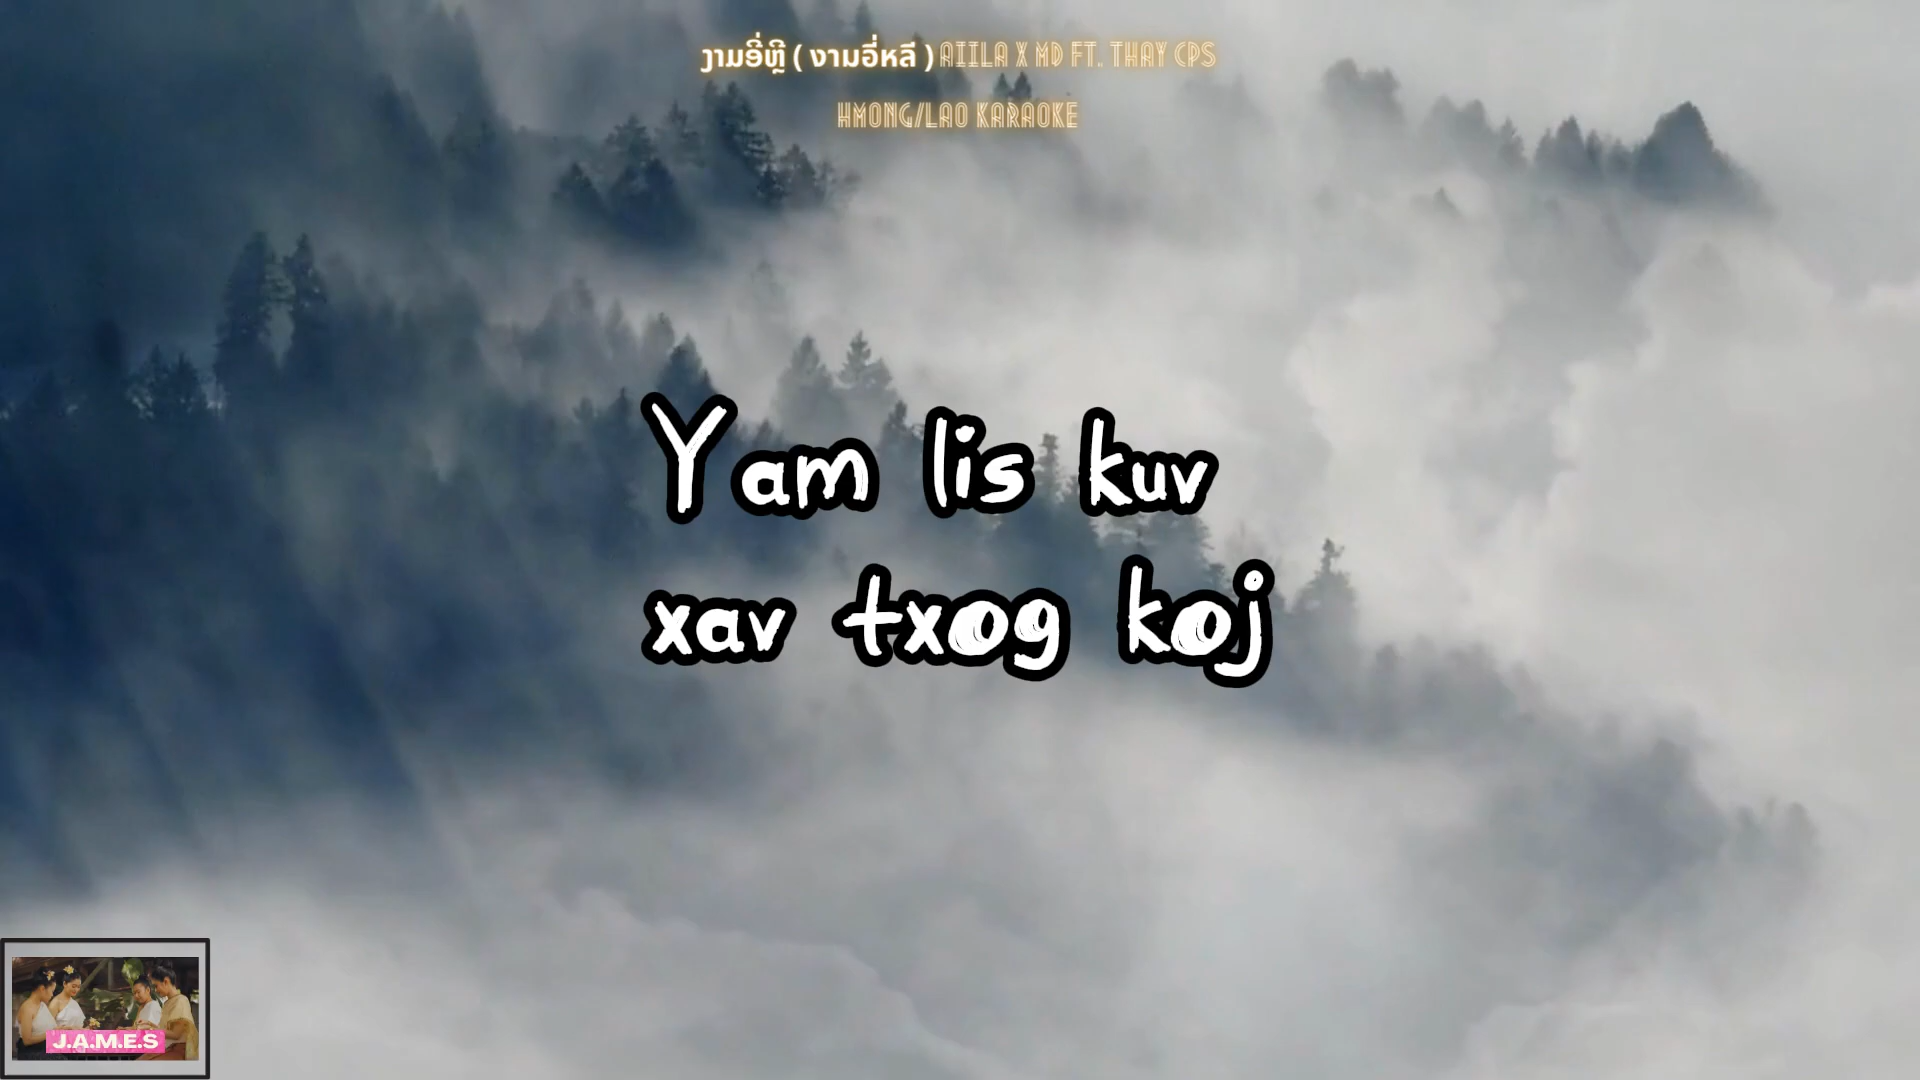 ງາມອີ່ຫຼີ ( งามอี่หลี ) AIILA X MD FT. THAY CPS
HMONG/LAO KARAOKE
Yam lis kuv
xav txog koj
J.A.M.E.S